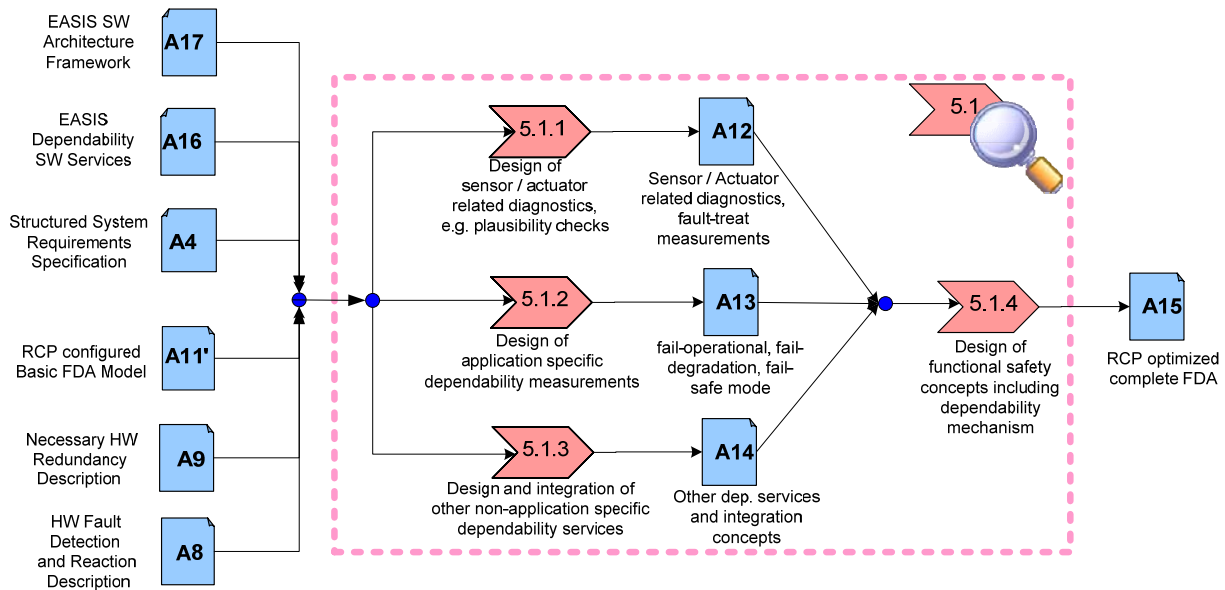 EASIS SW
Architecture
Framework
A17
EASIS
Dependability
SW Services
A16
Structured System
Requirements
Specification
A4
RCP configured
Basic FDA Model
A11'
Necessary HW
Redundancy
Description
A9
HW Fault
Detection
and Reaction
Description
A8
5.1.1
Design of
sensor / actuator
related diagnostics,
e.g. plausibility checks
A12
Sensor / Actuator
related diagnostics,
fault-treat
measurements
5.1
5.1.2
Design of
application specific
dependability measurements
A13
fail-operational, fail-
degradation, fail-
safe mode
5.1.3
Design and integration of
other non-application specific
dependability services
A14
Other dep. services
and integration
concepts
5.1.4
Design of
functional safety
concepts including
dependability
mechanism
A15
RCP optimized
complete FDA